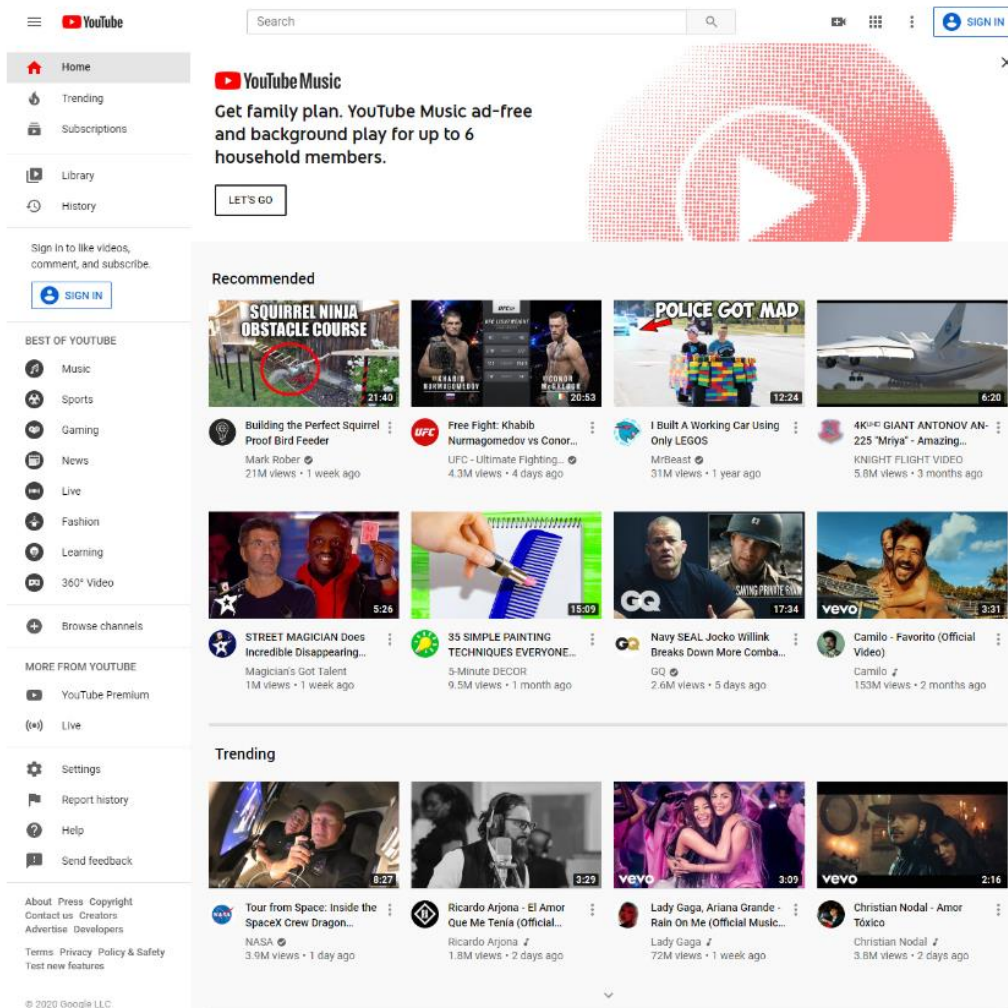 YouTube
Search
SIGN IN
Home
Trending
Subscriptions
Library
History
Sign in to like videos,
comment, and subscribe.
SIGN IN
BEST OF YOUTUBE
Music
Sports
Gaming
News
Live
Fashion
Learning
360° Video
Browse channels
MORE FROM YOUTUBE
YouTube Premium
Live
Settings
Report history
Help
Send feedback
About Press Copyright
Contact us Creators
Advertise Developers
Terms Privacy Policy & Safety
Test new features
© 2020 Google LLC
YouTube Music
Get family plan. YouTube Music ad-free
and background play for up to 6
household members.
LET'S GO
Recommended
SQUIRREL NINJA
OBSTACLE COURSE
21:40
Building the Perfect Squirrel
Proof Bird Feeder
Mark Rober
21M views • 1 week ago
UFC LIGHTWEIGHT
KHABIB
NURMAGOMEDOV
CONOR
McGREGOR
20:53
UFC
Free Fight: Khabib
Nurmagomedov vs Conor...
UFC - Ultimate Fighting...
4.3M views • 4 days ago
POLICE GOT MAD
12:24
I Built A Working Car Using
Only LEGOS
MrBeast
31M views • 1 year ago
6:20
4Kᵁᴴᴰ GIANT ANTONOV AN-
225 "Mriya" - Amazing...
KNIGHT FLIGHT VIDEO
5.8M views • 3 months ago
5:26
STREET MAGICIAN Does
Incredible Disappearing...
Magician's Got Talent
1M views • 1 week ago
15:09
35 SIMPLE PAINTING
TECHNIQUES EVERYONE...
5-Minute DECOR
9.5M views • 1 month ago
GQ
SAVING PRIVATE RYAN
17:34
GQ
Navy SEAL Jocko Willink
Breaks Down More Comba...
GQ
2.6M views • 5 days ago
vevo
3:31
Camilo - Favorito (Official
Video)
Camilo
153M views • 2 months ago
Trending
8:27
NASA
Tour from Space: Inside the
SpaceX Crew Dragon...
NASA
3.9M views • 1 day ago
3:29
Ricardo Arjona - El Amor
Que Me Tenía (Official...
Ricardo Arjona
1.8M views • 2 days ago
vevo
3:09
Lady Gaga, Ariana Grande -
Rain On Me (Official Music...
Lady Gaga
72M views • 1 week ago
vevo
2:16
Christian Nodal - Amor
Tóxico
Christian Nodal
3.8M views • 2 days ago